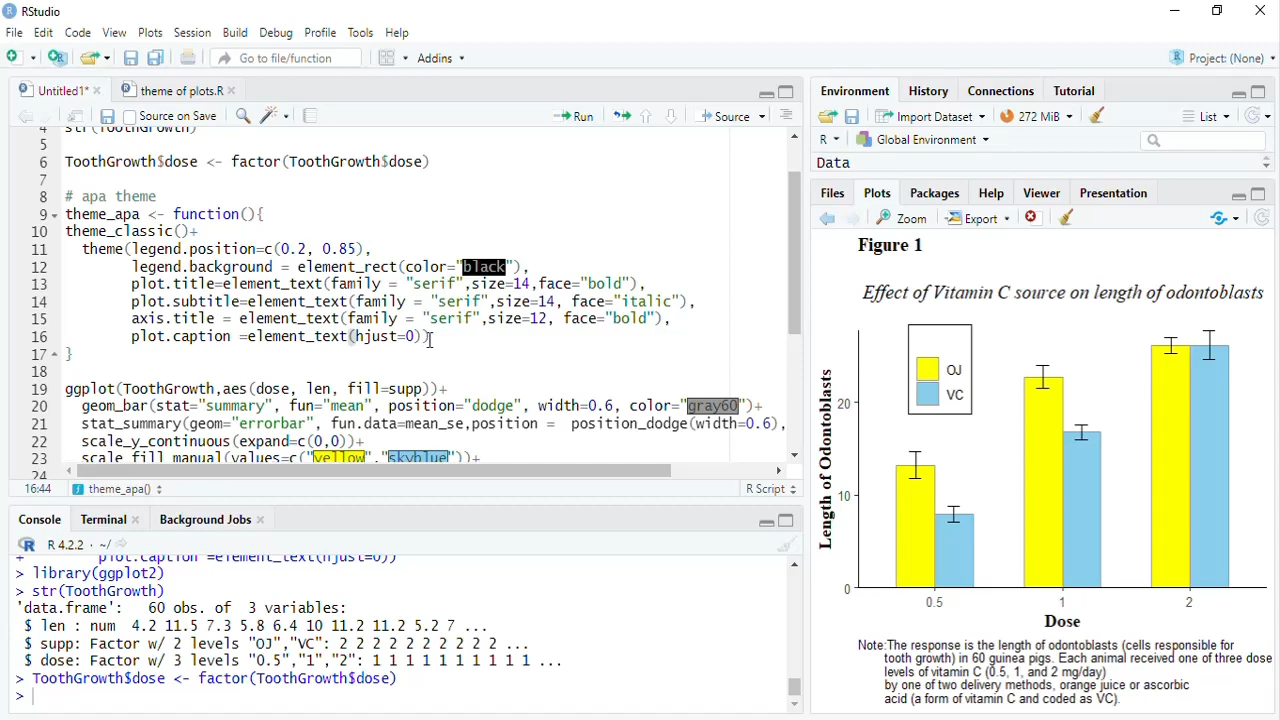 RStudio
File Edit Code View Plots Session Build Debug Profile Tools Help
Go to file/function Addins Project: (None)
Untitled1* theme of plots.R
Source on Save Run Source
4 str(ToothGrowth)
5
6 ToothGrowth$dose <- factor(ToothGrowth$dose)
7
8 # apa theme
9 theme_apa <- function(){
10 theme_classic()+
11 theme(legend.position=c(0.2, 0.85),
12 legend.background = element_rect(color="black"),
13 plot.title=element_text(family = "serif",size=14,face="bold"),
14 plot.subtitle=element_text(family = "serif",size=14, face="italic"),
15 axis.title = element_text(family = "serif",size=12, face="bold"),
16 plot.caption =element_text(hjust=0))
17 }
18
19 ggplot(ToothGrowth,aes(dose, len, fill=supp))+
20 geom_bar(stat="summary", fun="mean", position="dodge", width=0.6, color="gray60")+
21 stat_summary(geom="errorbar", fun.data=mean_se,position = position_dodge(width=0.6),
22 scale_y_continuous(expand=c(0,0))+
23 scale_fill_manual(values=c("yellow","skyblue"))+
24
16:44 theme_apa() R Script
Console Terminal Background Jobs
R 4.2.2 · ~/
+ plot.caption =element_text(hjust=0))
> library(ggplot2)
> str(ToothGrowth)
'data.frame': 60 obs. of 3 variables:
$ len : num 4.2 11.5 7.3 5.8 6.4 10 11.2 11.2 5.2 7 ...
$ supp: Factor w/ 2 levels "OJ","VC": 2 2 2 2 2 2 2 2 2 2 ...
$ dose: Factor w/ 3 levels "0.5","1","2": 1 1 1 1 1 1 1 1 1 1 ...
> ToothGrowth$dose <- factor(ToothGrowth$dose)
>
Environment History Connections Tutorial
Import Dataset 272 MiB List
R Global Environment
Data
Files Plots Packages Help Viewer Presentation
Zoom Export
Figure 1
Effect of Vitamin C source on length of odontoblasts
OJ
VC
Length of Odontoblasts
20
10
0
0.5 1 2
Dose
Note:The response is the length of odontoblasts (cells responsible for
tooth growth) in 60 guinea pigs. Each animal received one of three dose
levels of vitamin C (0.5, 1, and 2 mg/day)
by one of two delivery methods, orange juice or ascorbic
acid (a form of vitamin C and coded as VC).